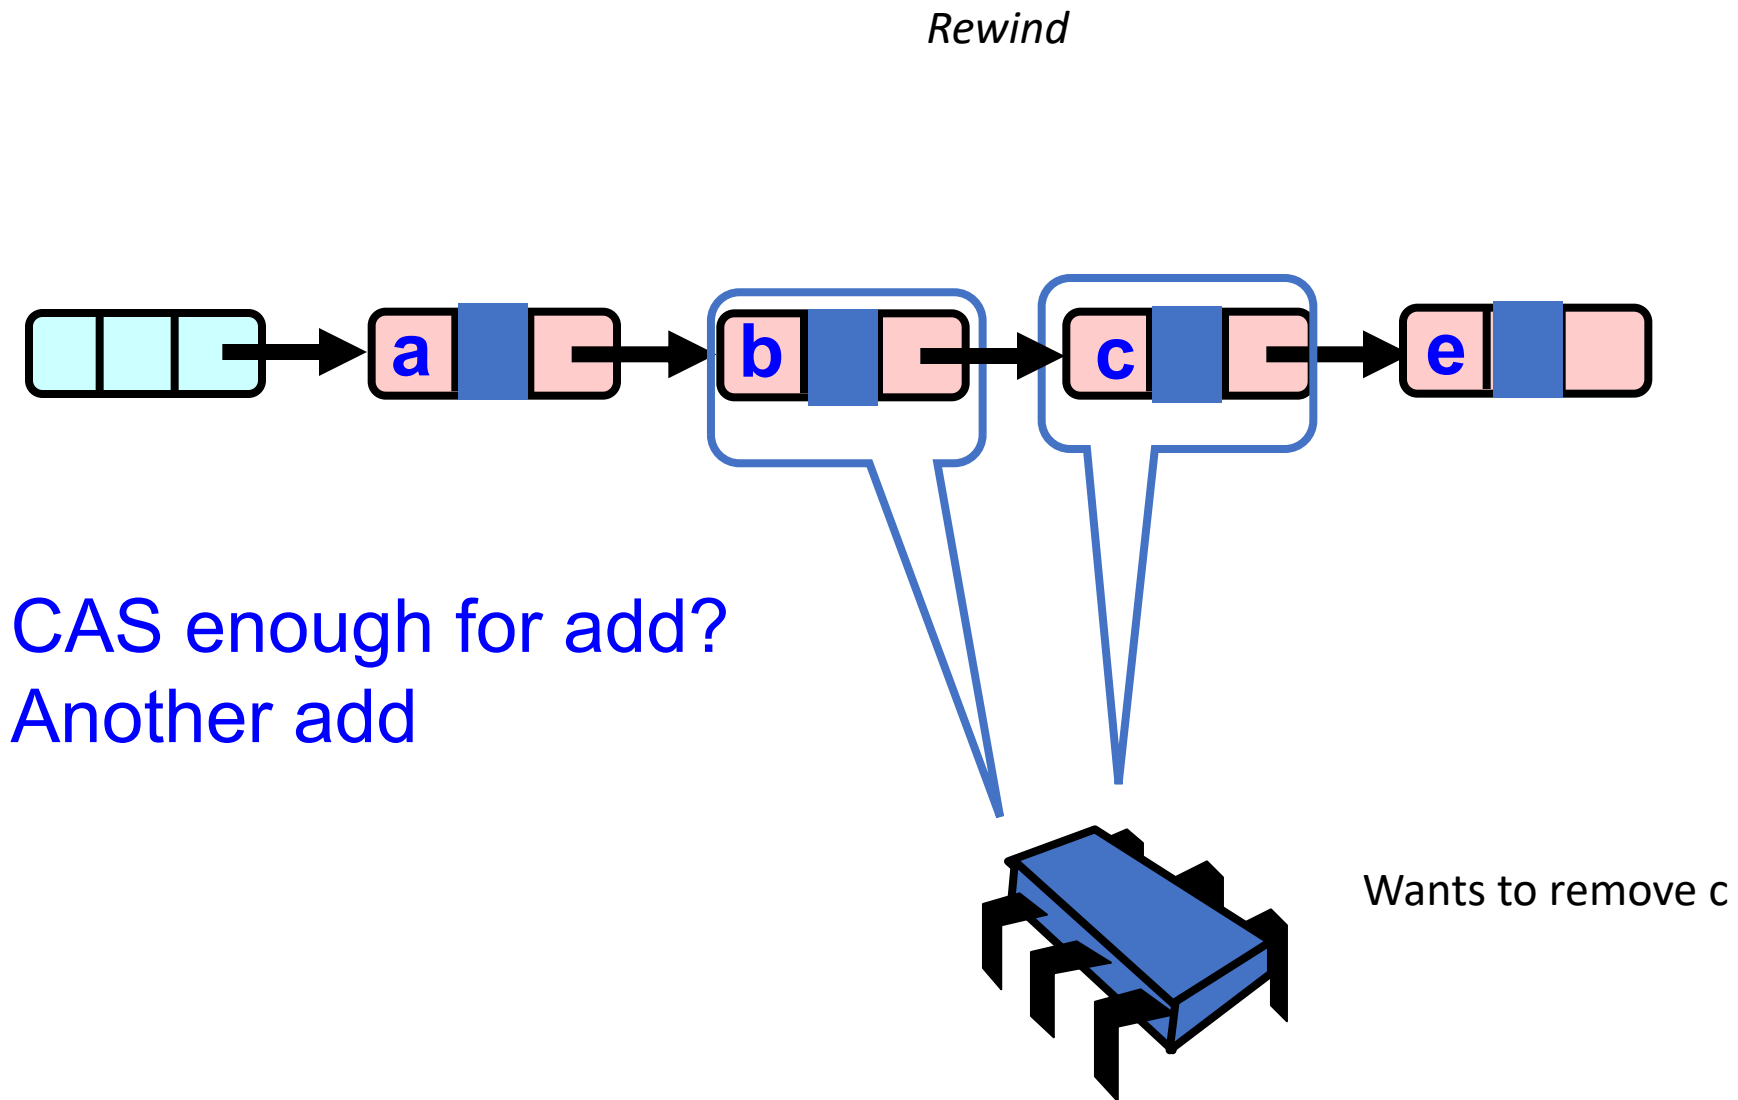 Rewind
a b c e
CAS enough for add?
Another add
Wants to remove c